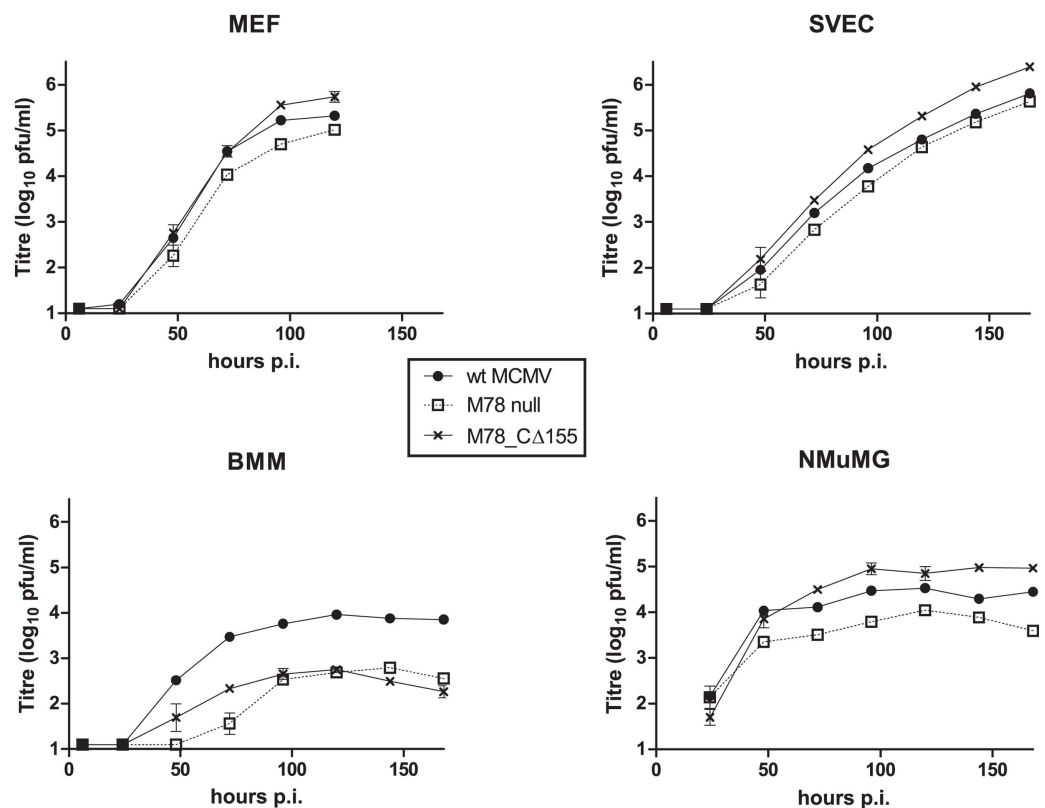 MEF
Titre (log₁₀ pfu/ml)
6
5
4
3
2
1
0 50 100 150
hours p.i.
SVEC
Titre (log₁₀ pfu/ml)
6
5
4
3
2
1
0 50 100 150
hours p.i.
wt MCMV
M78 null
M78_CΔ155
BMM
Titre (log₁₀ pfu/ml)
6
5
4
3
2
1
0 50 100 150
hours p.i.
NMuMG
Titre (log₁₀ pfu/ml)
6
5
4
3
2
1
0 50 100 150
hours p.i.